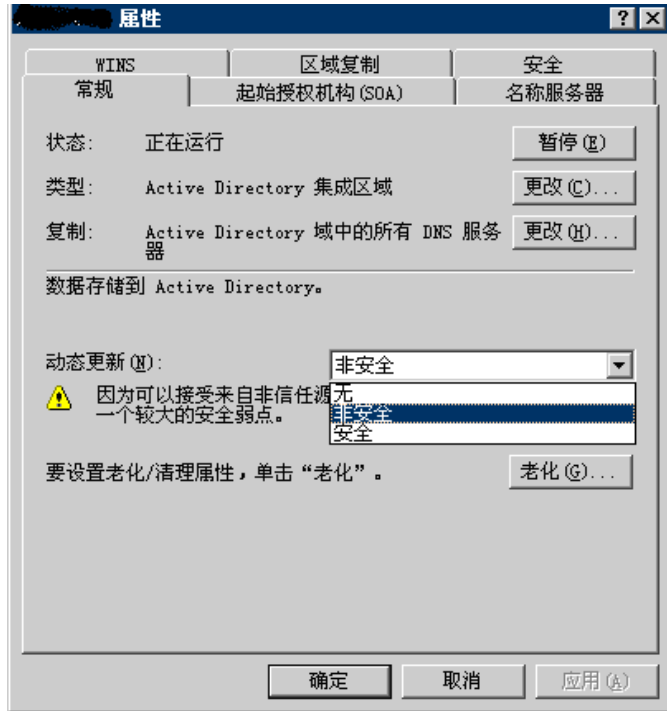 属性
WINS
区域复制
安全
常规
起始授权机构(SOA)
名称服务器
状态:
正在运行
暂停(E)
类型:
Active Directory 集成区域
更改(C)...
复制:
Active Directory 域中的所有 DNS 服务
器
更改(H)...
数据存储到 Active Directory。
动态更新(N):
非安全
因为可以接受来自非信任源
一个较大的安全弱点。
无
非安全
安全
要设置老化/清理属性，单击“老化”。
老化(G)...
确定
取消
应用(A)